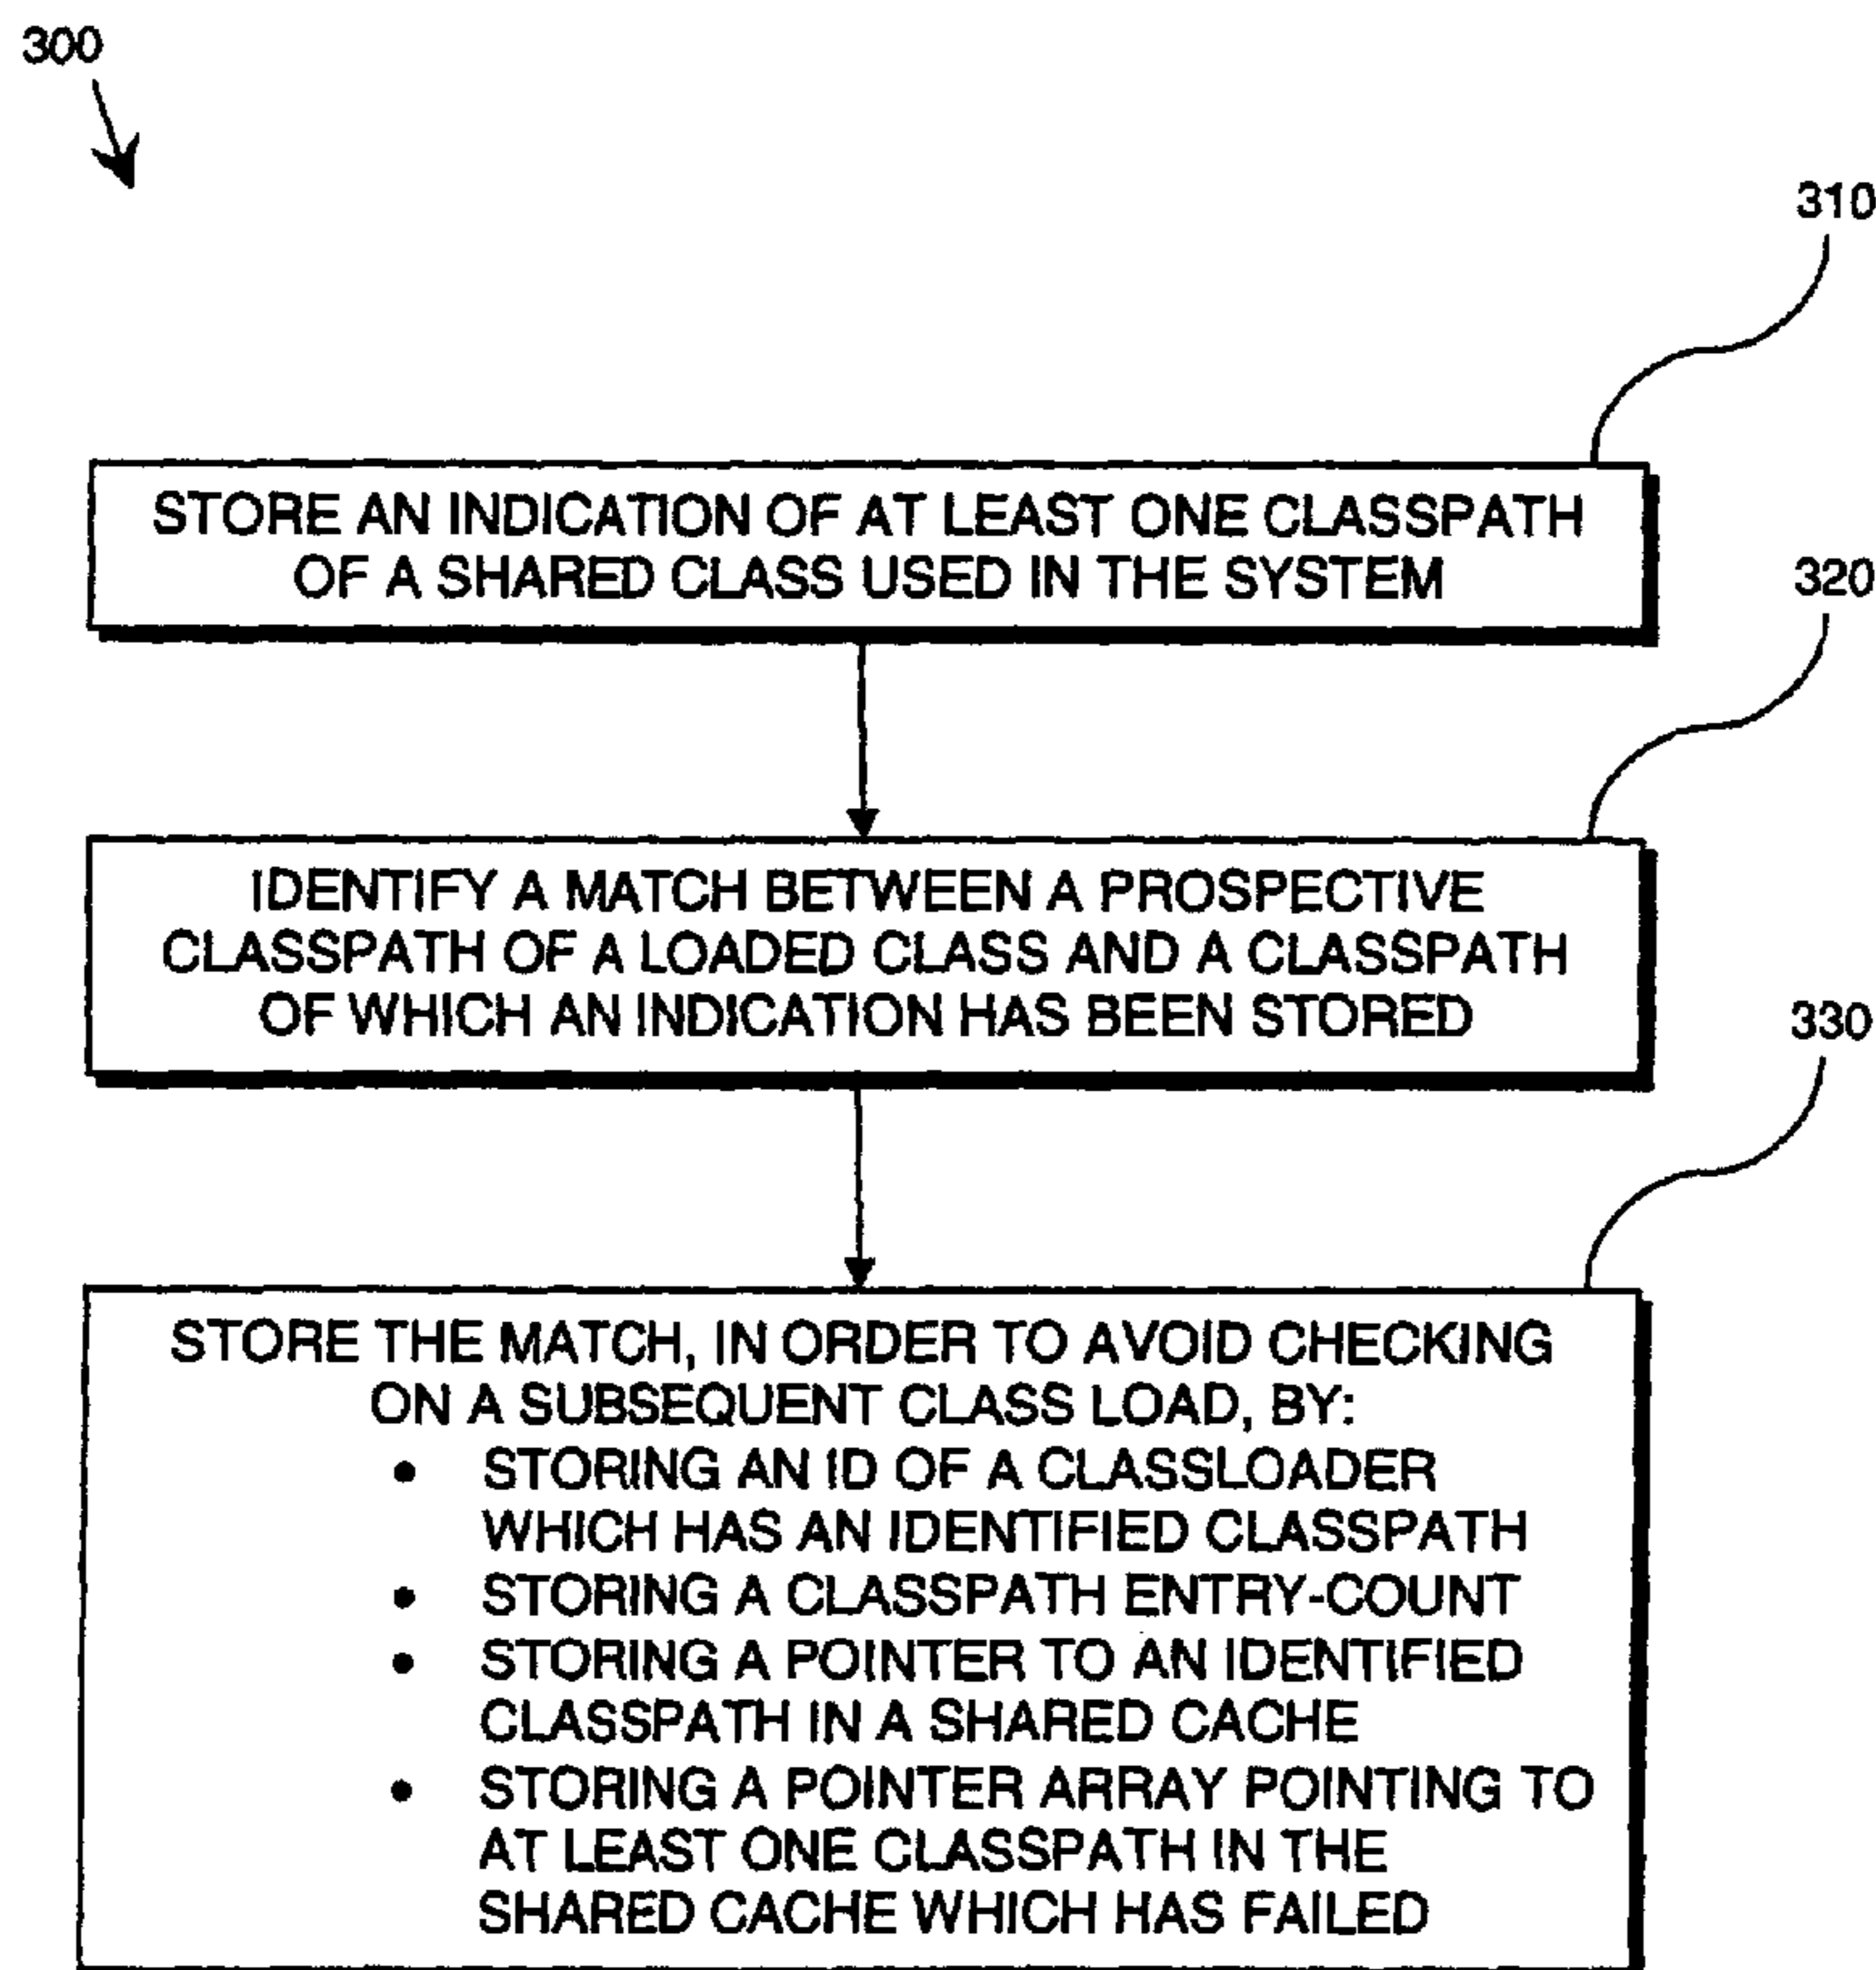 300
310
STORE AN INDICATION OF AT LEAST ONE CLASSPATH
OF A SHARED CLASS USED IN THE SYSTEM
320
IDENTIFY A MATCH BETWEEN A PROSPECTIVE
CLASSPATH OF A LOADED CLASS AND A CLASSPATH
OF WHICH AN INDICATION HAS BEEN STORED
330
STORE THE MATCH, IN ORDER TO AVOID CHECKING
ON A SUBSEQUENT CLASS LOAD, BY:
• STORING AN ID OF A CLASSLOADER
WHICH HAS AN IDENTIFIED CLASSPATH
• STORING A CLASSPATH ENTRY-COUNT
• STORING A POINTER TO AN IDENTIFIED
CLASSPATH IN A SHARED CACHE
• STORING A POINTER ARRAY POINTING TO
AT LEAST ONE CLASSPATH IN THE
SHARED CACHE WHICH HAS FAILED